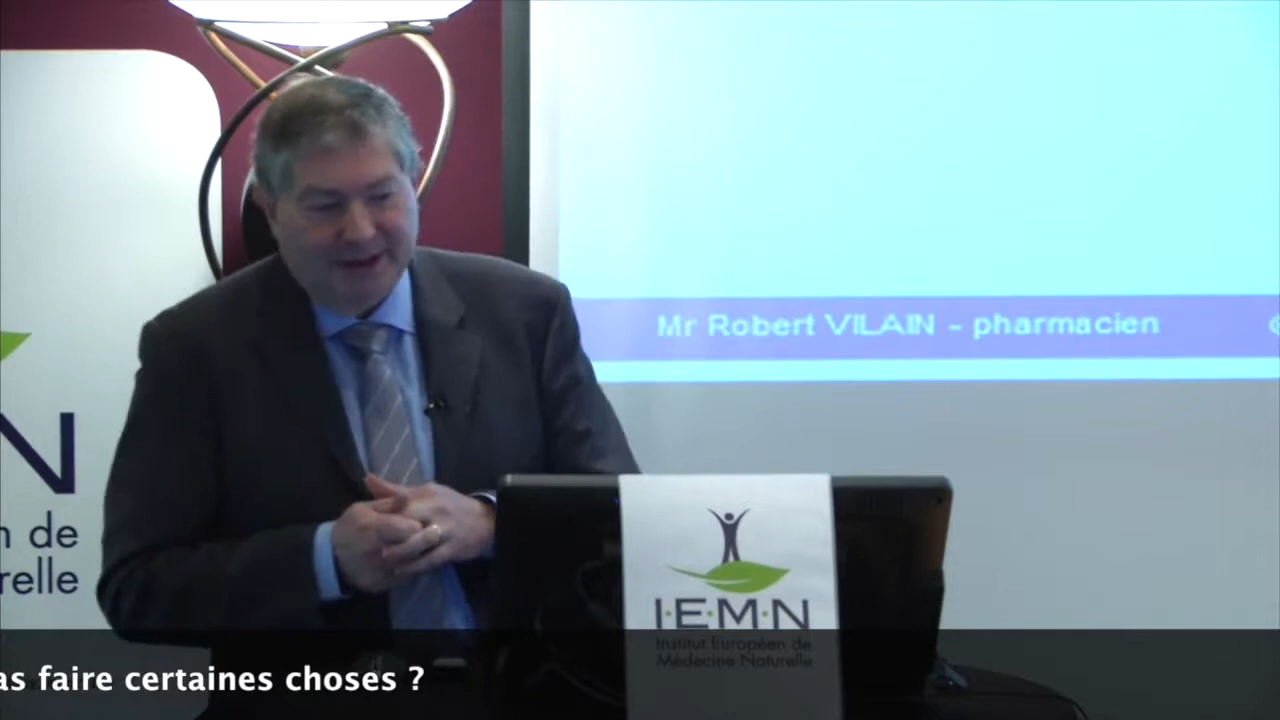 Mr Robert VILAIN - pharmacien
N
n de
relle
I·E·M·N
Institut Européen de
Médecine Naturelle
as faire certaines choses ?